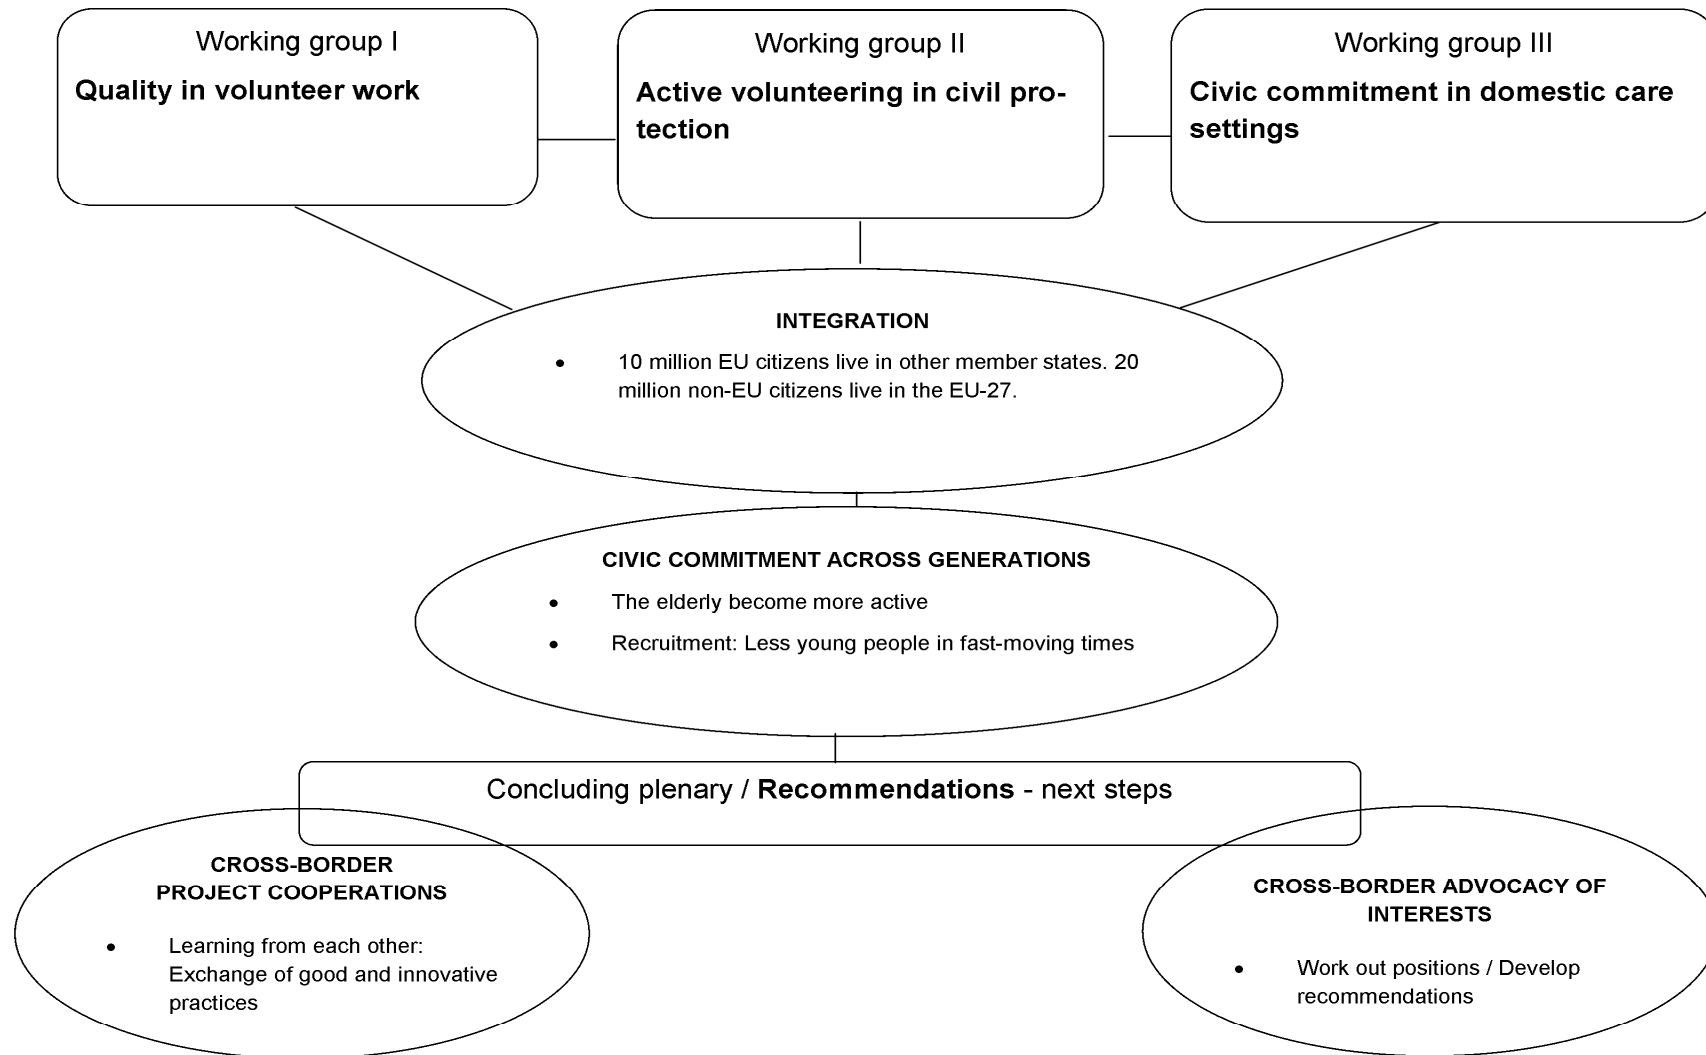 Working group I
Quality in volunteer work
Working group II
Active volunteering in civil pro-
tection
Working group III
Civic commitment in domestic care
settings
INTEGRATION
• 10 million EU citizens live in other member states. 20
million non-EU citizens live in the EU-27.
CIVIC COMMITMENT ACROSS GENERATIONS
• The elderly become more active
• Recruitment: Less young people in fast-moving times
Concluding plenary / Recommendations - next steps
CROSS-BORDER
PROJECT COOPERATIONS
• Learning from each other:
Exchange of good and innovative
practices
CROSS-BORDER ADVOCACY OF
INTERESTS
• Work out positions / Develop
recommendations